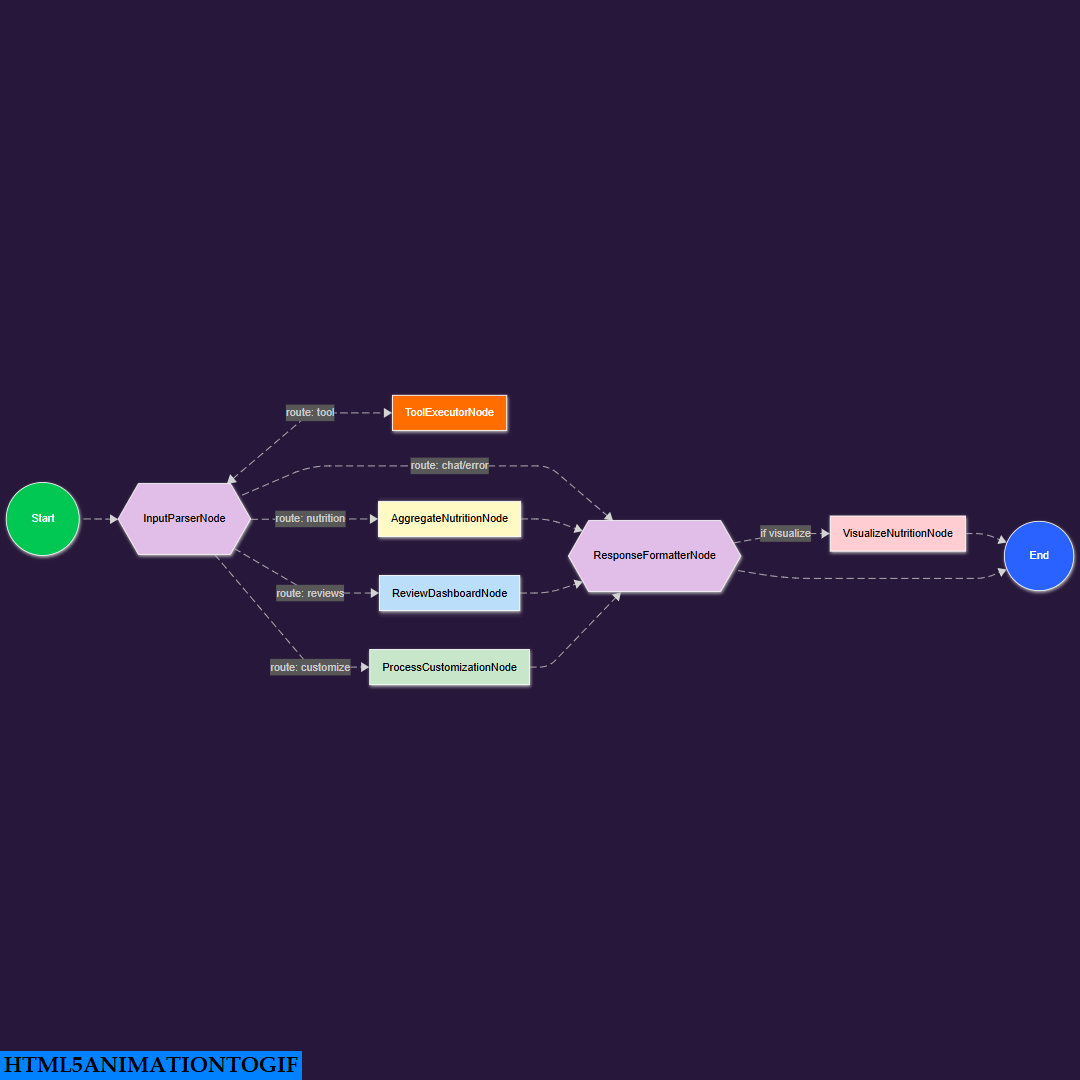 route: tool
ToolExecutorNode
route: chat/error
Start
InputParserNode
route: nutrition
AggregateNutritionNode
if visualize
VisualizeNutritionNode
ResponseFormatterNode
End
route: reviews
ReviewDashboardNode
route: customize
ProcessCustomizationNode
HTML5ANIMATIONTOGIF